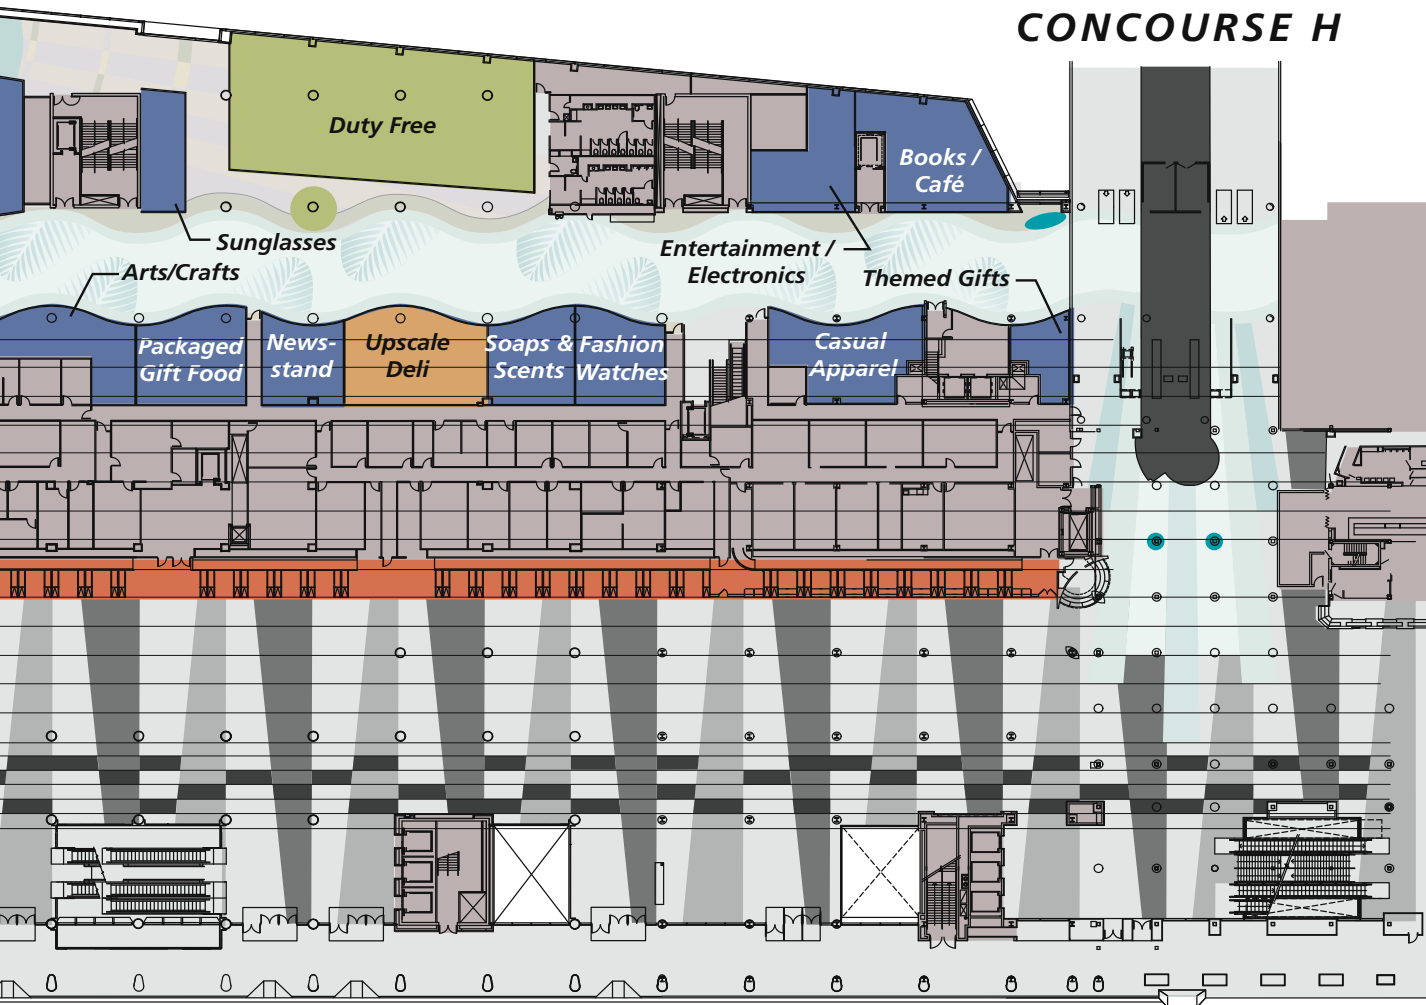 CONCOURSE H
Duty Free
Books /
Café
Sunglasses
Entertainment /
Electronics
Arts/Crafts
Themed Gifts
Packaged
Gift Food
News-
stand
Upscale
Deli
Soaps &
Scents
Fashion
Watches
Casual
Apparel